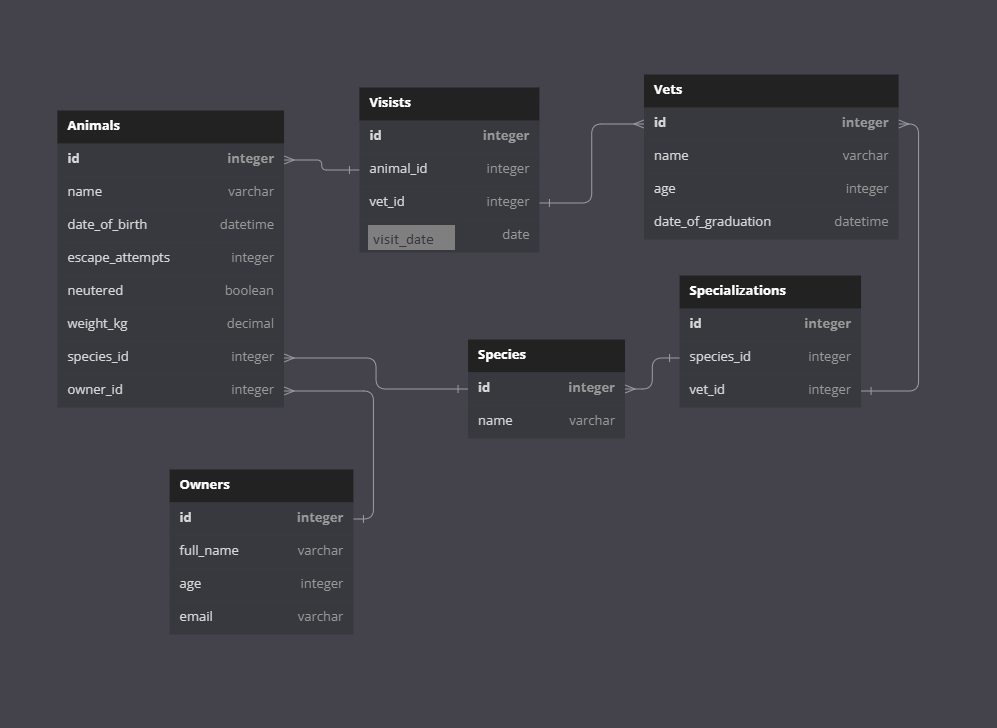 Animals
id integer
name varchar
date_of_birth datetime
escape_attempts integer
neutered boolean
weight_kg decimal
species_id integer
owner_id integer
Visists
id integer
animal_id integer
vet_id integer
visit_date date
Vets
id integer
name varchar
age integer
date_of_graduation datetime
Specializations
id integer
species_id integer
vet_id integer
Species
id integer
name varchar
Owners
id integer
full_name varchar
age integer
email varchar